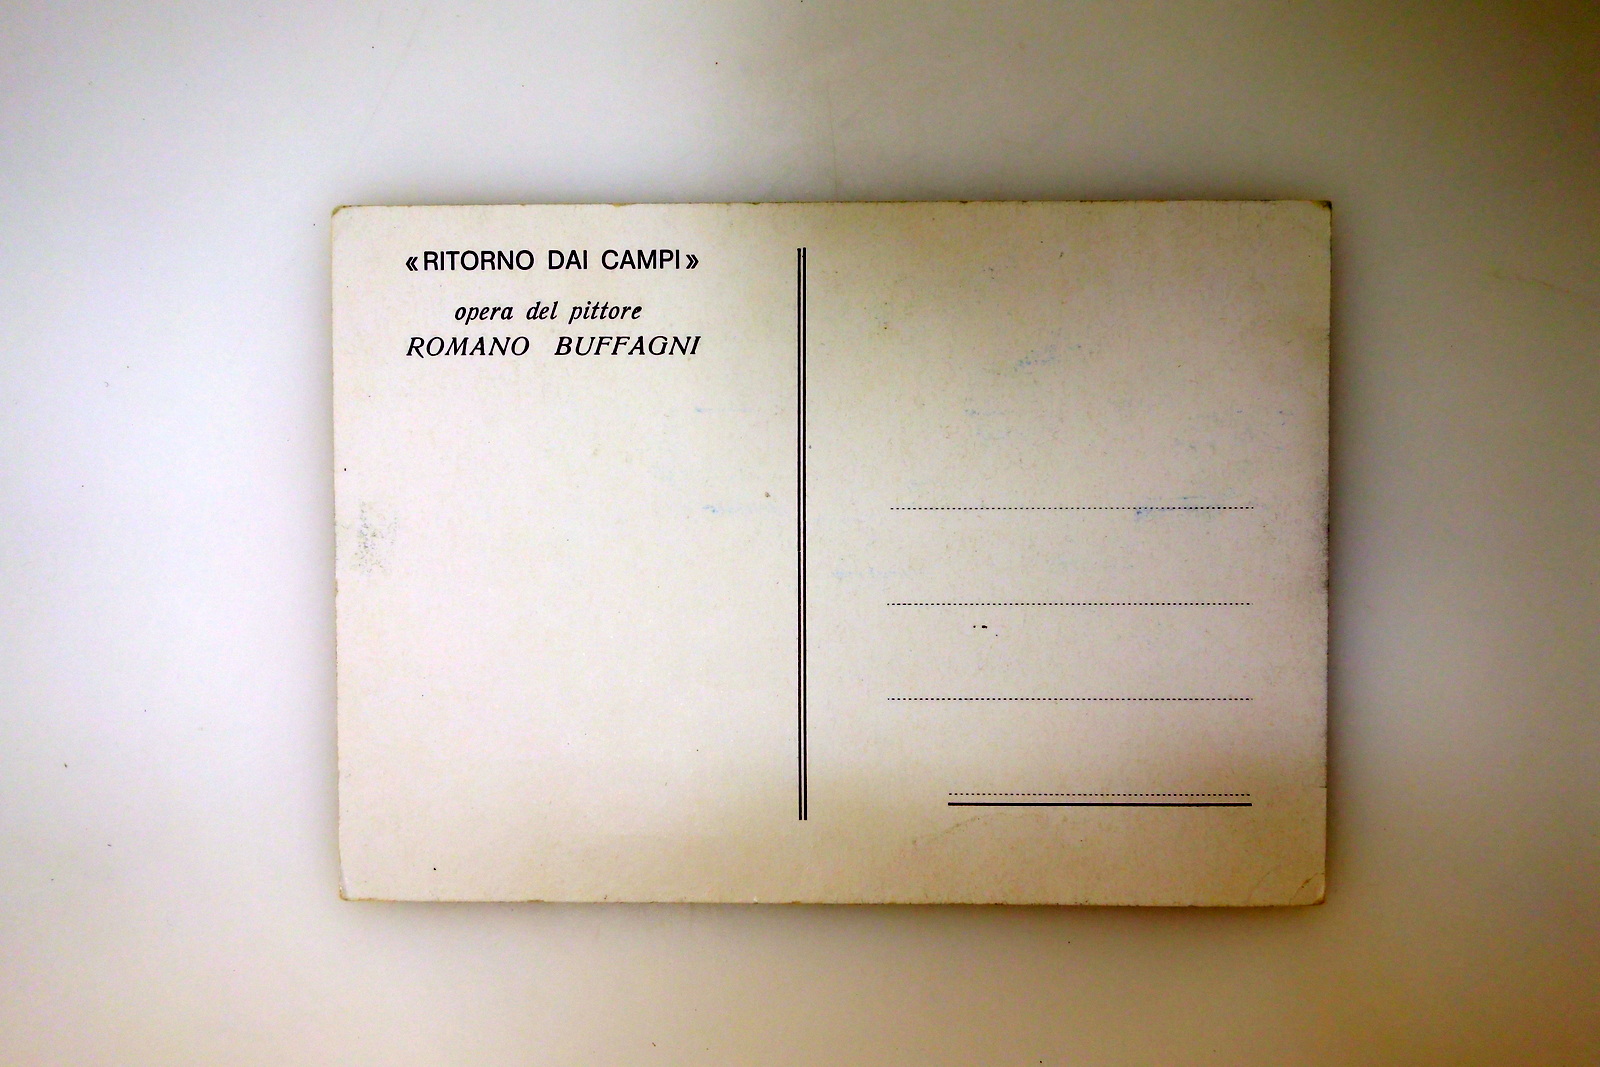 «RITORNO DAI CAMPI»
opera del pittore
ROMANO BUFFAGNI